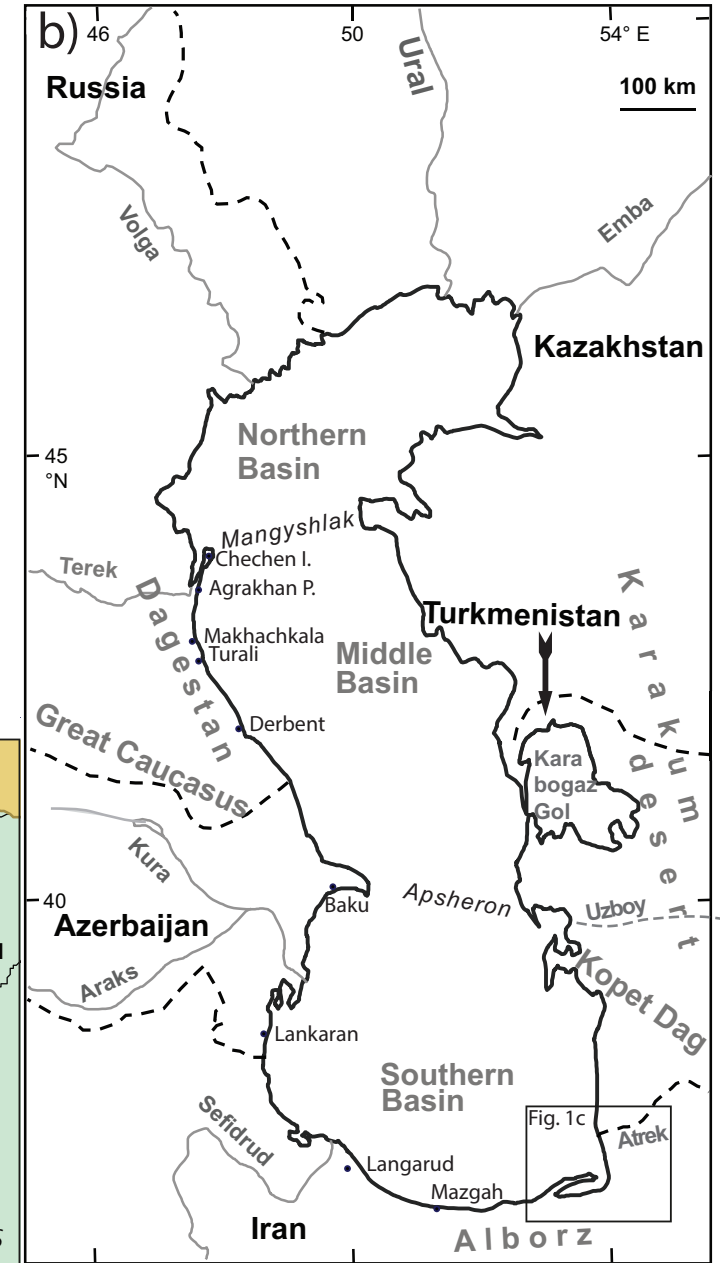 b)
46
50
54° E
Russia
Ural
100 km
Volga
Emba
Kazakhstan
Northern
Basin
45
°N
Mangyshlak
Chechen I.
Terek
Agrakhan P.
Dagestan
Turkmenistan
Karakum
desert
Makhachkala
Turali
Middle
Basin
Derbent
Great Caucasus
Kara
bogaz
Gol
Kura
40
Baku
Apsheron
Uzboy
Azerbaijan
Araks
Kopet Dag
Lankaran
Southern
Basin
Fig. 1c
Sefidrud
Atrek
Langarud
Mazgah
Iran
Alborz